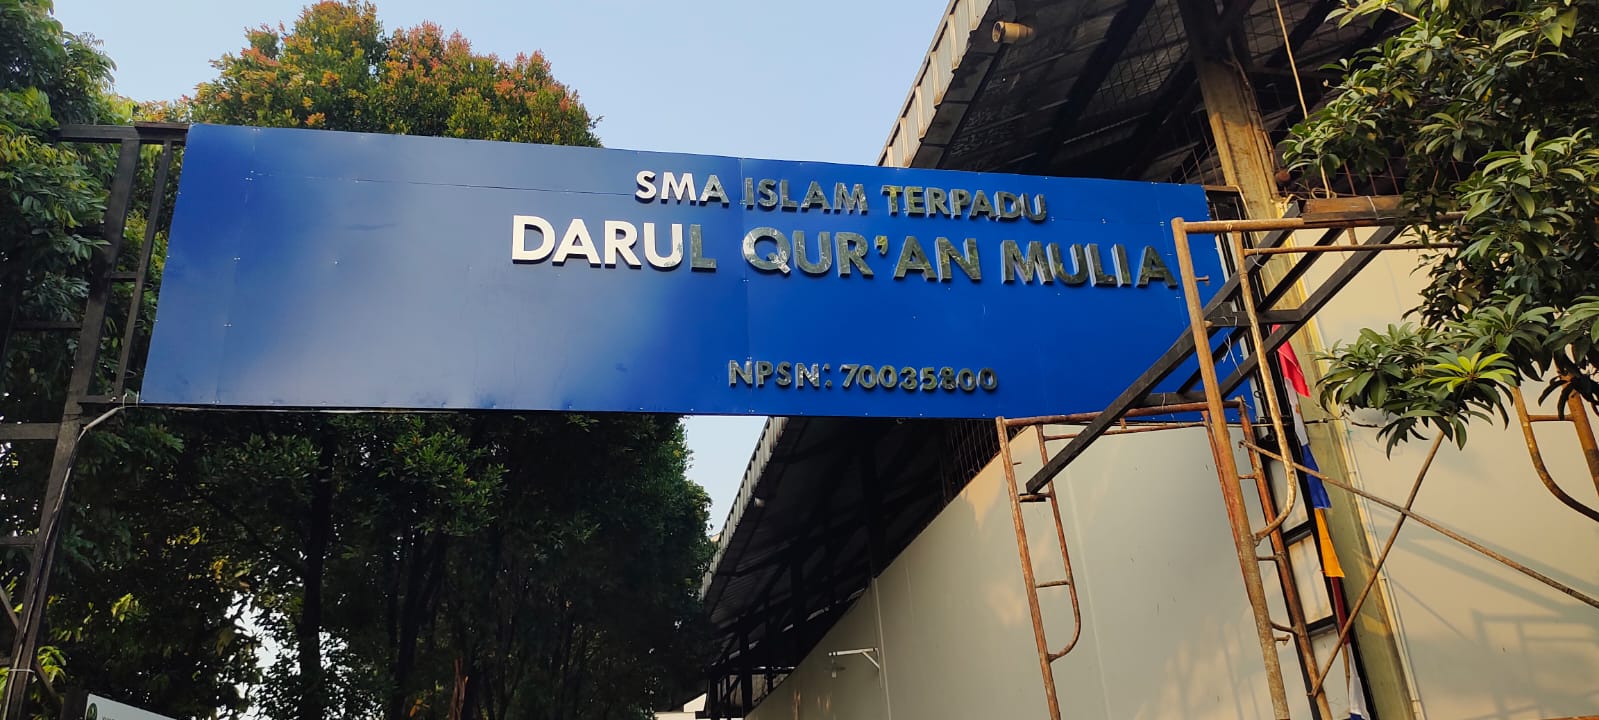 SMA ISLAM TERPADU
DARUL QUR'AN MULIA
NPSN: 70035800